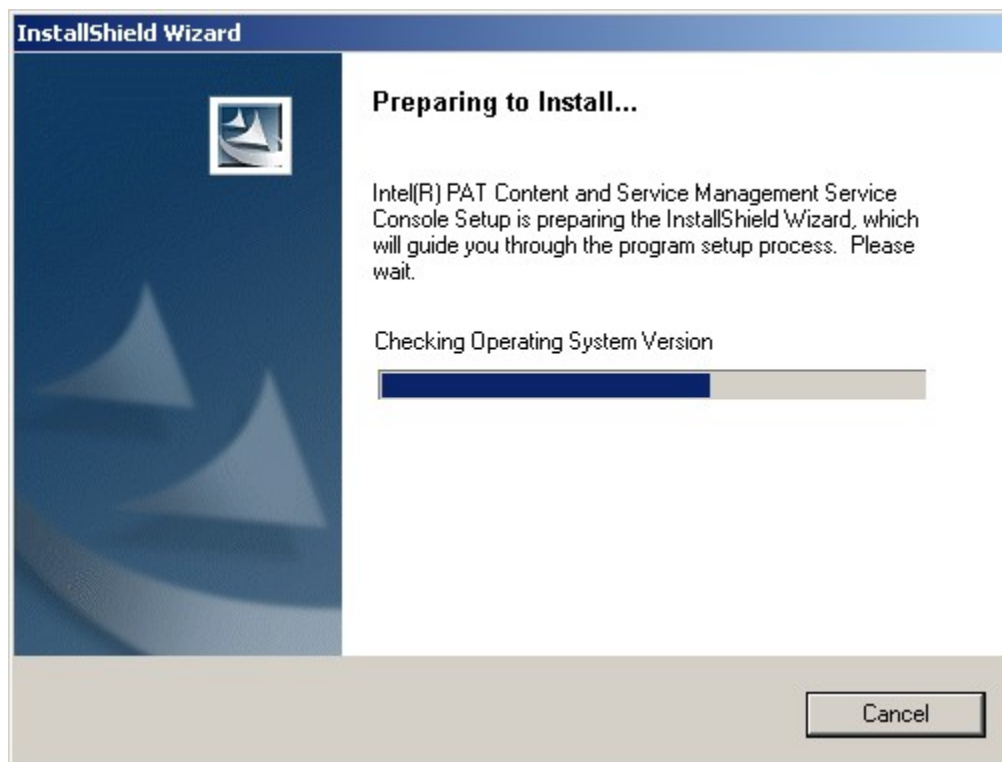 InstallShield Wizard
Preparing to Install...
Intel(R) PAT Content and Service Management Service
Console Setup is preparing the InstallShield Wizard, which
will guide you through the program setup process.  Please
wait.
Checking Operating System Version
Cancel